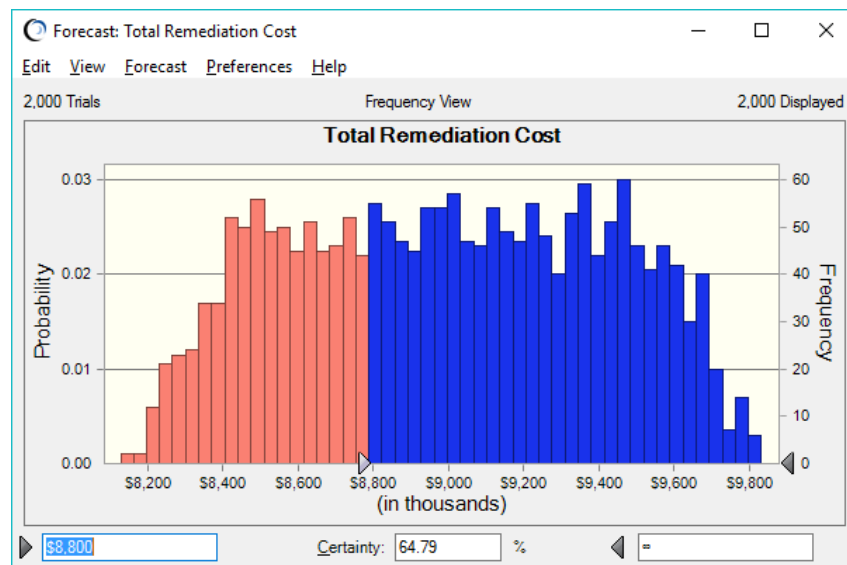 Forecast: Total Remediation Cost
Edit View Forecast Preferences Help
2,000 Trials Frequency View 2,000 Displayed
Total Remediation Cost
0.03 60
50
0.02 40
30
0.01 20
10
0.00 0
Probability
Frequency
$8,200 $8,400 $8,600 $8,800 $9,000 $9,200 $9,400 $9,600 $9,800
(in thousands)
$8,800 Certainty: 64.79 % ∞